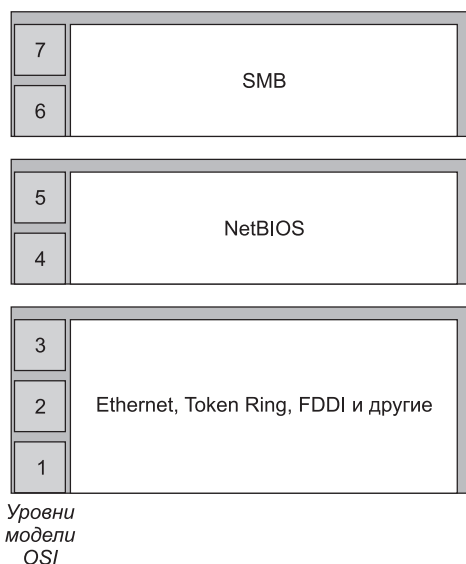 7
SMB
6
5
NetBIOS
4
3
2
Ethernet, Token Ring, FDDI и другие
1
Уровни
модели
OSI